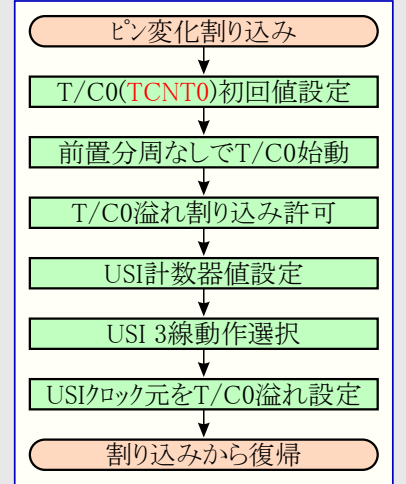 ﾋﾟﾝ変化割り込み
T/C0(TCNT0)初回値設定
前置分周なしでT/C0始動
T/C0溢れ割り込み許可
USI計数器値設定
USI 3線動作選択
USIｸﾛｯｸ元をT/C0溢れ設定
割り込みから復帰